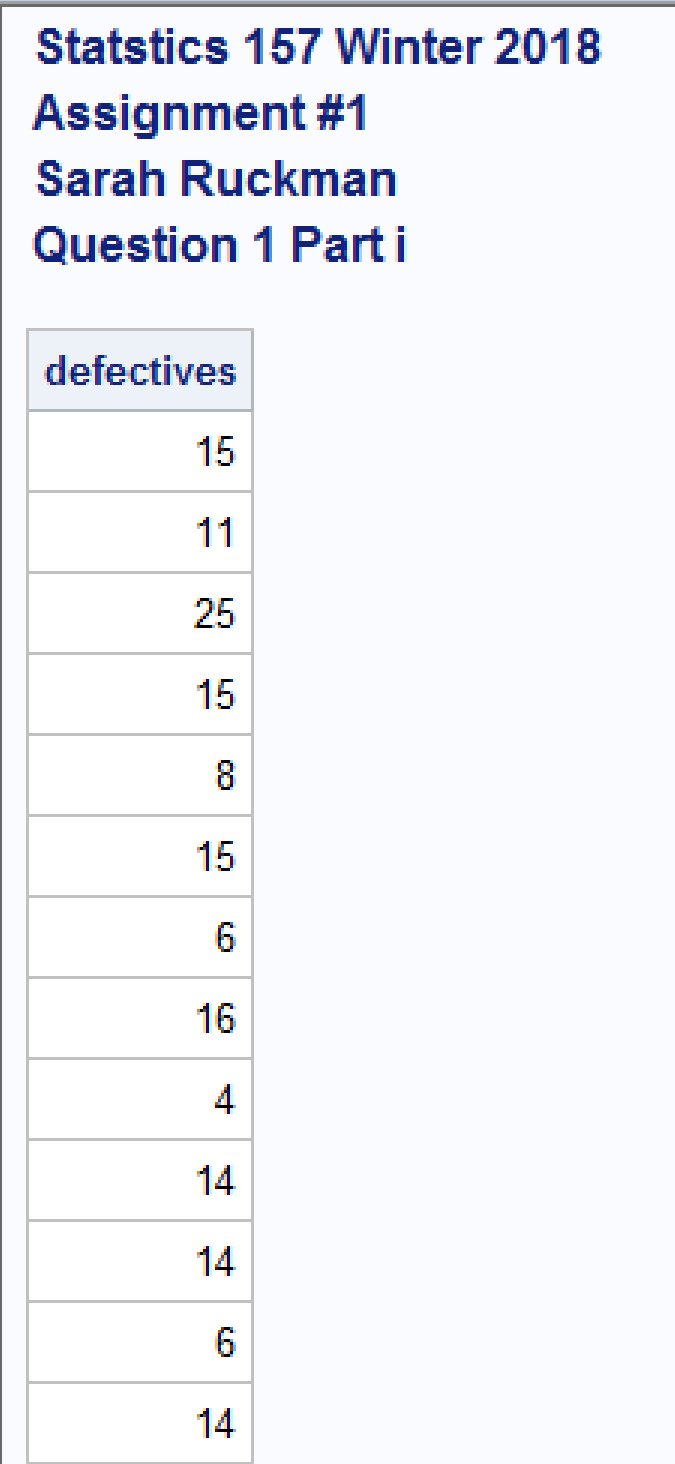 Statstics 157 Winter 2018
Assignment #1
Sarah Ruckman
Question 1 Part i
defectives
15
11
25
15
8
15
6
16
4
14
14
6
14